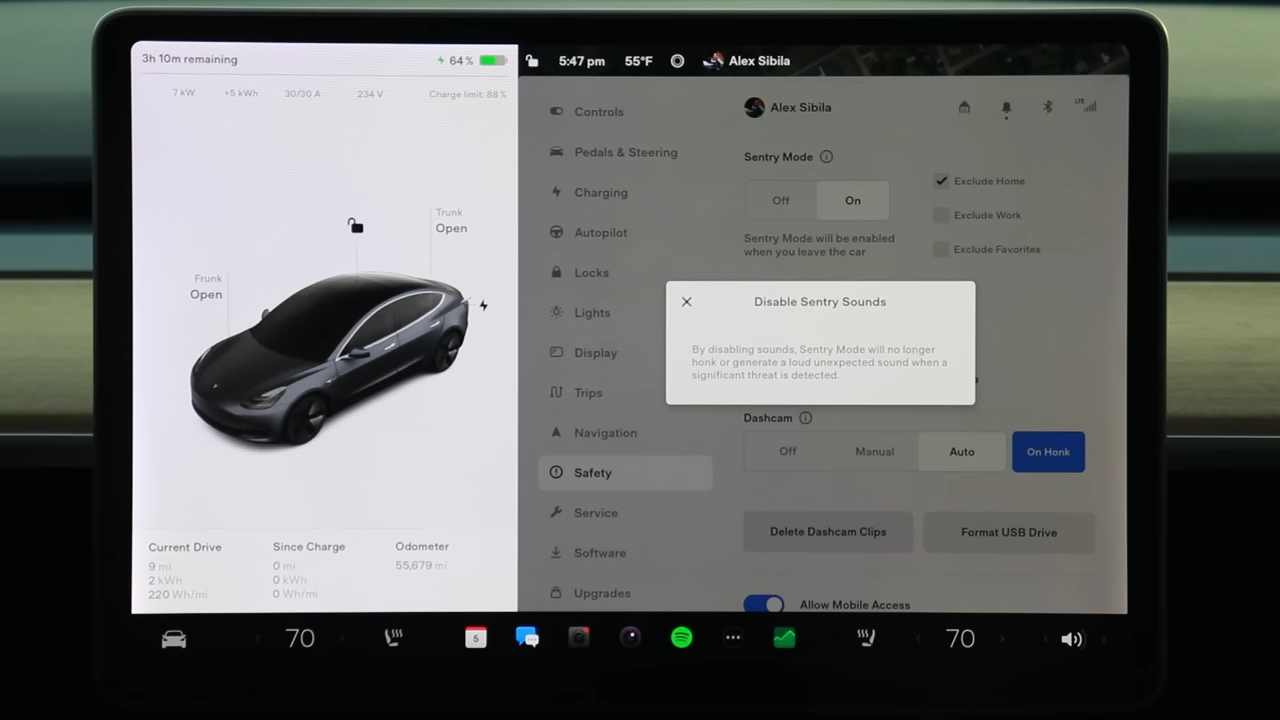 3h 10m remaining
64 %
7 kW
+5 kWh
30/30 A
234 V
Charge limit: 88 %
Trunk
Open
Frunk
Open
Current Drive
9 mi
2 kWh
220 Wh/mi
Since Charge
0 mi
0 kWh
0 Wh/mi
Odometer
55,679 mi
5:47 pm
55°F
Alex Sibila
Controls
Pedals & Steering
Charging
Autopilot
Locks
Lights
Display
Trips
Navigation
Safety
Service
Software
Upgrades
Alex Sibila
LTE
Sentry Mode
Off
On
Exclude Home
Exclude Work
Exclude Favorites
Sentry Mode will be enabled
when you leave the car
Disable Sentry Sounds
By disabling sounds, Sentry Mode will no longer
honk or generate a loud unexpected sound when a
significant threat is detected.
Dashcam
Off
Manual
Auto
On Honk
Delete Dashcam Clips
Format USB Drive
Allow Mobile Access
70
5
70